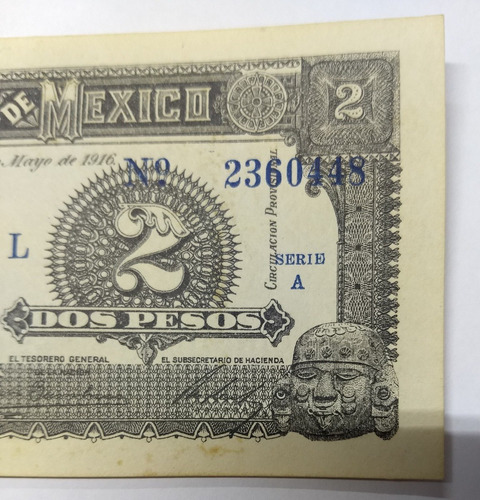 DE MEXICO 2
Mayo de 1916.
Nº 2360448
CIRCULACION PROVISIONAL
L
SERIE
A
2
DOS PESOS
EL TESORERO GENERAL EL SUBSECRETARIO DE HACIENDA